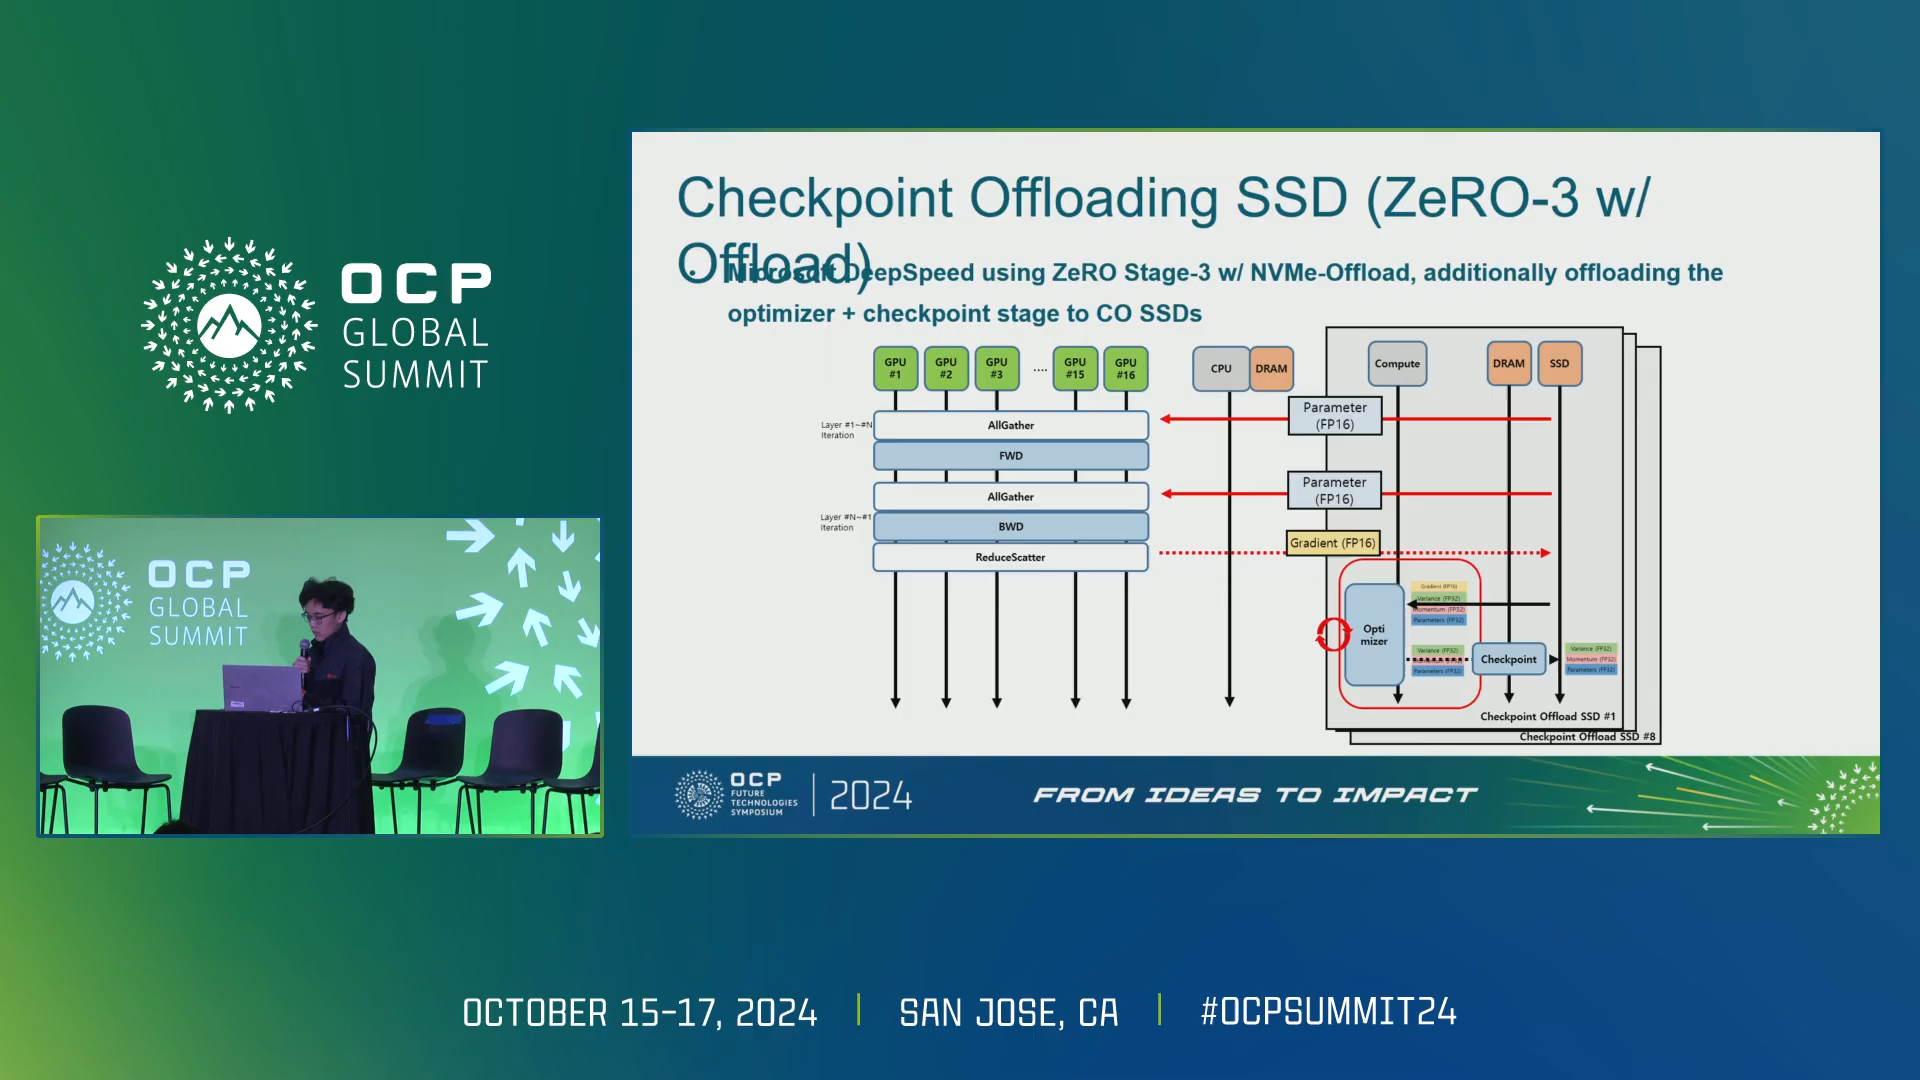 OCP
GLOBAL
SUMMIT
OCP
GLOBAL
SUMMIT
Checkpoint Offloading SSD (ZeRO-3 w/
Offload)
• Microsoft DeepSpeed using ZeRO Stage-3 w/ NVMe-Offload, additionally offloading the
optimizer + checkpoint stage to CO SSDs
GPU
#1
GPU
#2
GPU
#3
....
GPU
#15
GPU
#16
CPU
DRAM
Compute
DRAM
SSD
Layer #1~#N
Iteration
AllGather
FWD
Parameter
(FP16)
AllGather
Layer #N~#1
Iteration
BWD
ReduceScatter
Parameter
(FP16)
Gradient (FP16)
Opti
mizer
Gradient (FP16)
Variance (FP32)
Momentum (FP32)
Parameters (FP32)
Variance (FP32)
Parameters (FP32)
Checkpoint
Variance (FP32)
Momentum (FP32)
Parameters (FP32)
Checkpoint Offload SSD #1
Checkpoint Offload SSD #8
OCP
FUTURE
TECHNOLOGIES
SYMPOSIUM
2024
FROM IDEAS TO IMPACT
OCTOBER 15-17, 2024 | SAN JOSE, CA | #OCPSUMMIT24